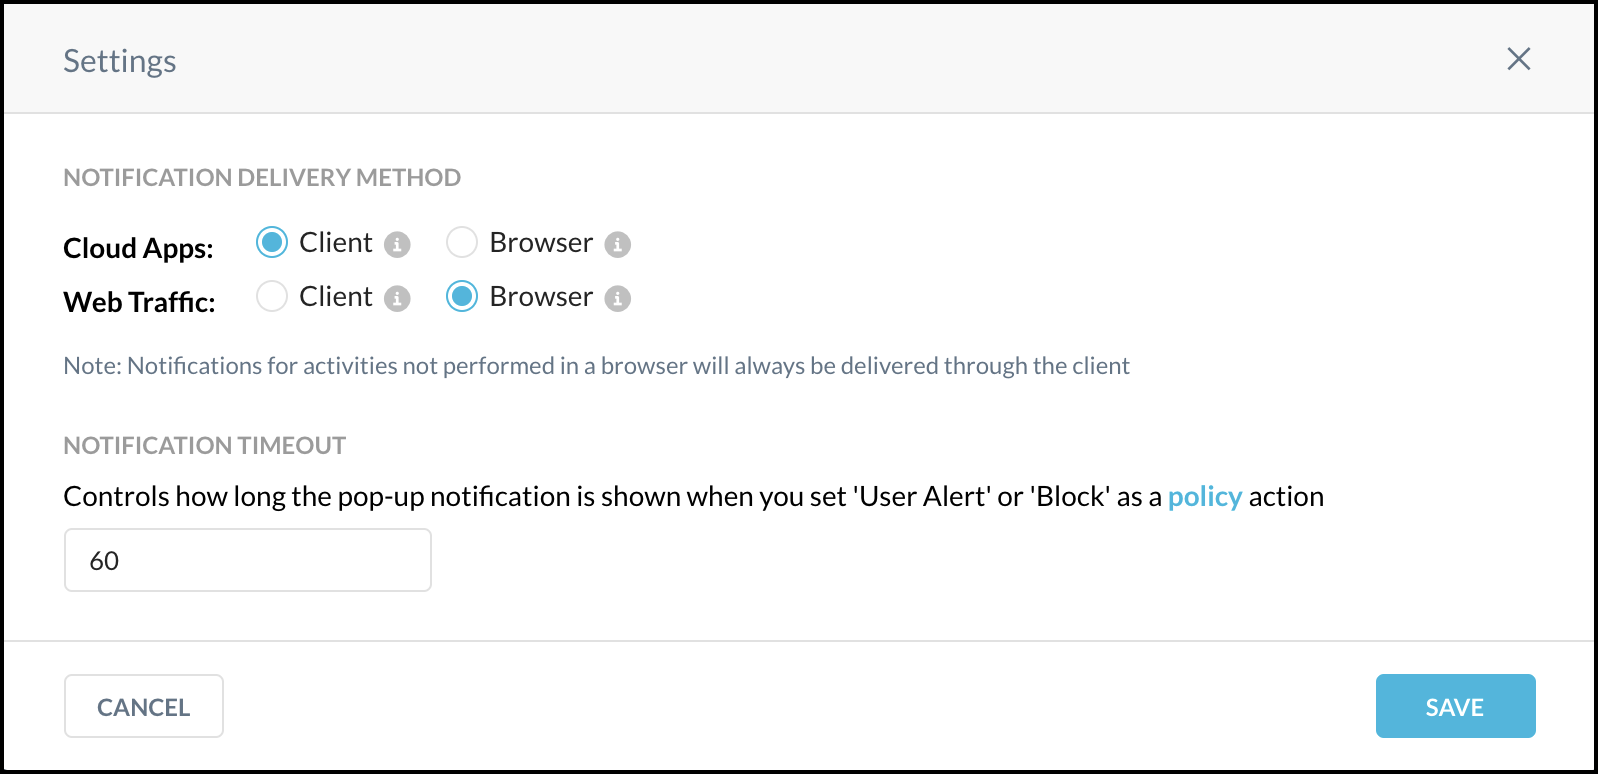 Settings
NOTIFICATION DELIVERY METHOD
Cloud Apps: Client Browser
Web Traffic: Client Browser
Note: Notifications for activities not performed in a browser will always be delivered through the client
NOTIFICATION TIMEOUT
Controls how long the pop-up notification is shown when you set 'User Alert' or 'Block' as a policy action
60
CANCEL SAVE